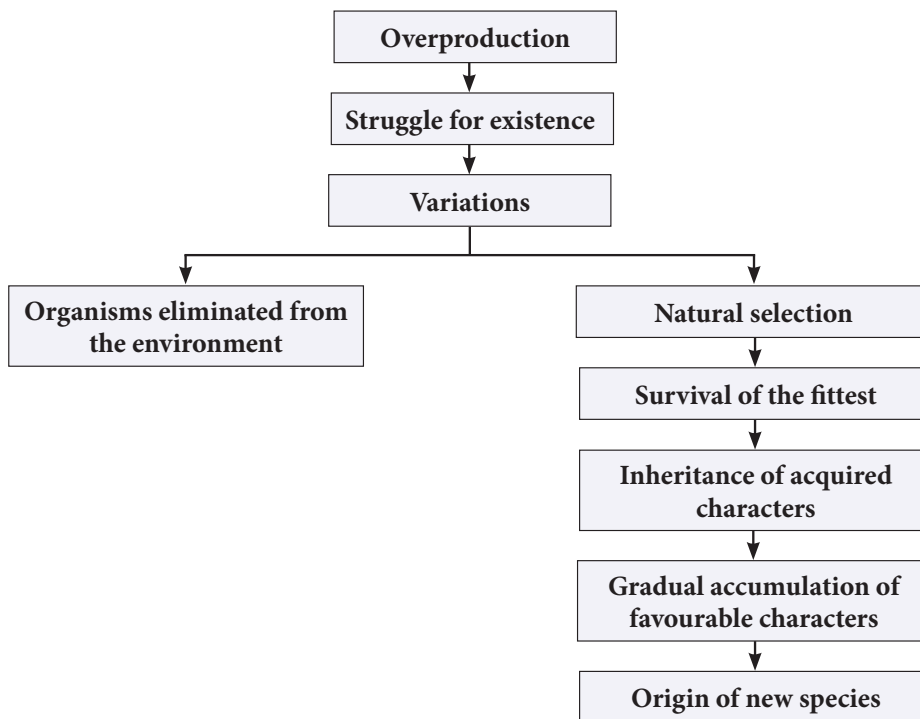 Overproduction
Struggle for existence
Variations
Organisms eliminated from
the environment
Natural selection
Survival of the fittest
Inheritance of acquired
characters
Gradual accumulation of
favourable characters
Origin of new species